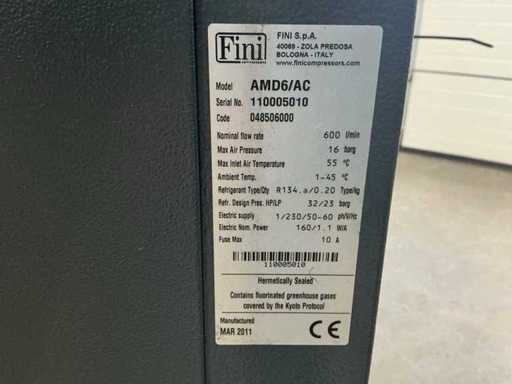 Fini
FINI S.p.A.
40069 - ZOLA PREDOSA
BOLOGNA - ITALY
www.finicompressors.com
Model AMD6/AC
Serial No. 110005010
Code 048506000
Nominal flow rate 600 l/min
Max Air Pressure 16 barg
Max Inlet Air Temperature 55 °C
Ambient Temp. 1-45 °C
Refrigerant Type/Qty R134.a/0.20 Type/kg
Refr. Design Pres. HP/LP 32/23 barg
Electric supply 1/230/50-60 ph/V/Hz
Electric Nom. Power 160/1.1 W/A
Fuse Max 10 A
110005010
Hermetically Sealed
Contains fluorinated greenhouse gases
covered by the Kyoto Protocol
Manufactured
MAR 2011
CE